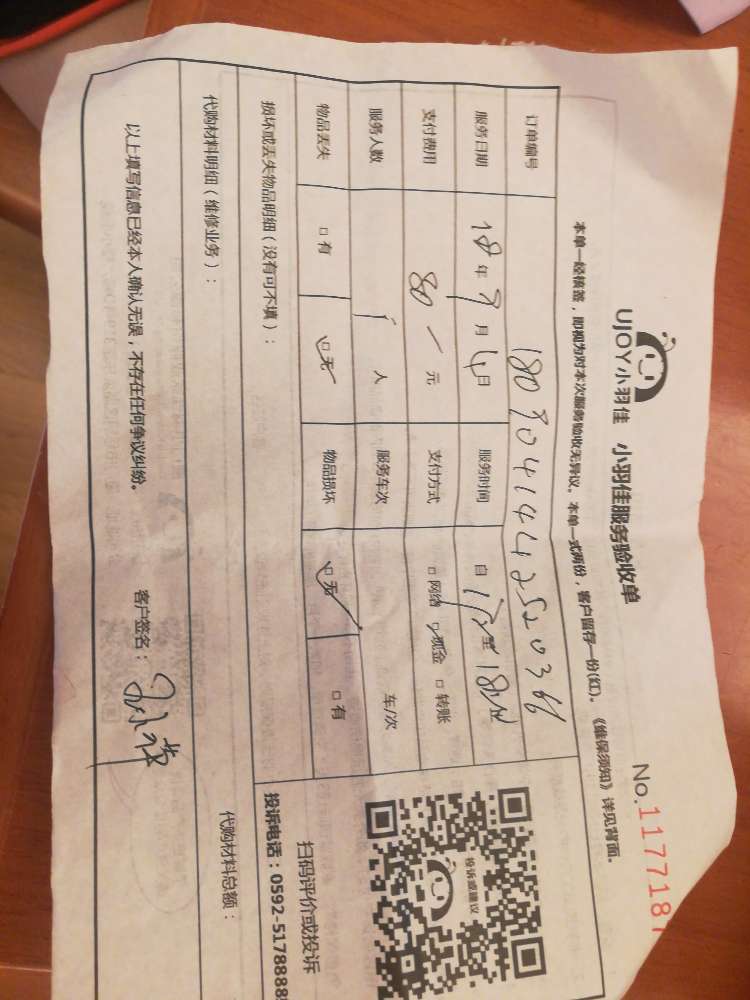 UJOY小羽佳 小羽佳服务验收单
No.1177187
本单一经核签，即视为对本次服务验收无异议。本单一式两份，客户留存一份(红)。《维保须知》详见背面。
订单编号
服务日期 18年 7月 4日 服务时间 自 至 18
支付费用 80 元 支付方式 □网络 □现金 □转账
服务人数 1 人 服务车次 车/次
物品丢失 □有 □无 物品损坏 □无 □有
损坏或丢失物品明细（没有可不填）：
代购材料明细（维修业务）： 代购材料总额：
以上填写信息已经本人确认无误，不存在任何争议纠纷。 客户签名：
投诉或建议
扫码评价或投诉
投诉电话：0592-5178888